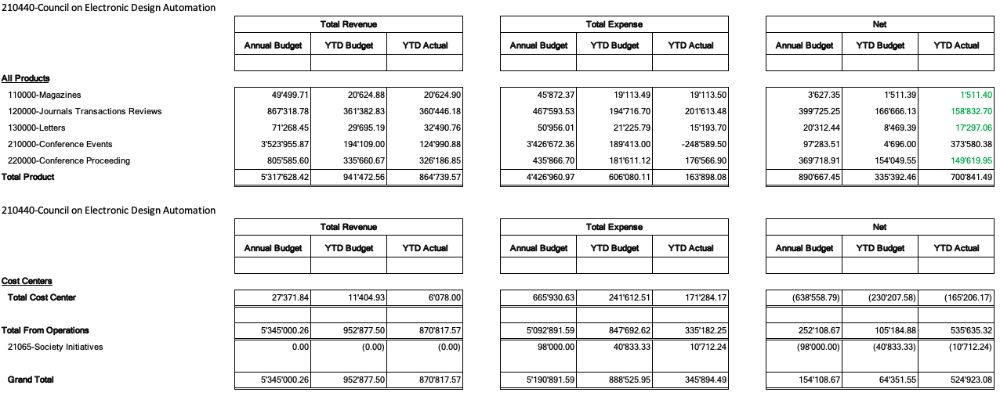 210440-Council on Electronic Design Automation
Total Revenue Total Expense Net
Annual Budget YTD Budget YTD Actual Annual Budget YTD Budget YTD Actual Annual Budget YTD Budget YTD Actual
All Products
110000-Magazines 49'499.71 20'624.88 20'624.90 45'872.37 19'113.49 19'113.50 3'627.35 1'511.39 1'511.40
120000-Journals Transactions Reviews 867'318.78 361'382.83 360'446.18 467'593.53 194'716.70 201'613.48 399'725.25 166'666.13 158'832.70
130000-Letters 71'268.45 29'695.19 32'490.76 50'956.01 21'225.79 15'193.70 20'312.44 8'469.39 17'297.06
210000-Conference Events 3'523'955.87 194'109.00 124'990.88 3'426'672.36 189'413.00 -248'589.50 97'283.51 4'696.00 373'580.38
220000-Conference Proceeding 805'585.60 335'660.67 326'186.85 435'866.70 181'611.12 176'566.90 369'718.91 154'049.55 149'619.95
Total Product 5'317'628.42 941'472.56 864'739.57 4'426'960.97 606'080.11 163'898.08 890'667.45 335'392.46 700'841.49
210440-Council on Electronic Design Automation
Total Revenue Total Expense Net
Annual Budget YTD Budget YTD Actual Annual Budget YTD Budget YTD Actual Annual Budget YTD Budget YTD Actual
Cost Centers
Total Cost Center 27'371.84 11'404.93 6'078.00 665'930.63 241'612.51 171'284.17 (638'558.79) (230'207.58) (165'206.17)
Total From Operations 5'345'000.26 952'877.50 870'817.57 5'092'891.59 847'692.62 335'182.25 252'108.67 105'184.88 535'635.32
21065-Society Initiatives 0.00 (0.00) (0.00) 98'000.00 40'833.33 10'712.24 (98'000.00) (40'833.33) (10'712.24)
Grand Total 5'345'000.26 952'877.50 870'817.57 5'190'891.59 888'525.95 345'894.49 154'108.67 64'351.55 524'923.08